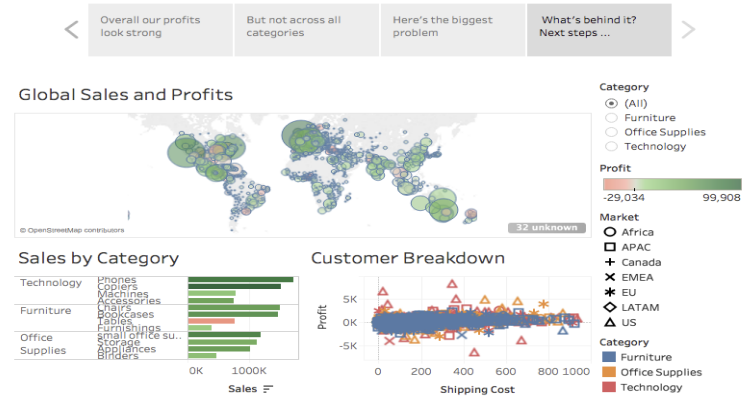 Overall our profits
look strong
But not across all
categories
Here's the biggest
problem
What's behind it?
Next steps ...
Global Sales and Profits
© OpenStreetMap contributors
32 unknown
Category
(All)
Furniture
Office Supplies
Technology
Profit
-29,034 99,908
Market
Africa
APAC
Canada
EMEA
EU
LATAM
US
Category
Furniture
Office Supplies
Technology
Sales by Category
Technology
Phones
Copiers
Machines
Accessories
Furniture
Chairs
Bookcases
Tables
Furnishings
Office
Supplies
small office su..
Storage
Appliances
Binders
0K 1000K
Sales
Customer Breakdown
Profit
5K
0K
-5K
0 200 400 600 800 1000
Shipping Cost